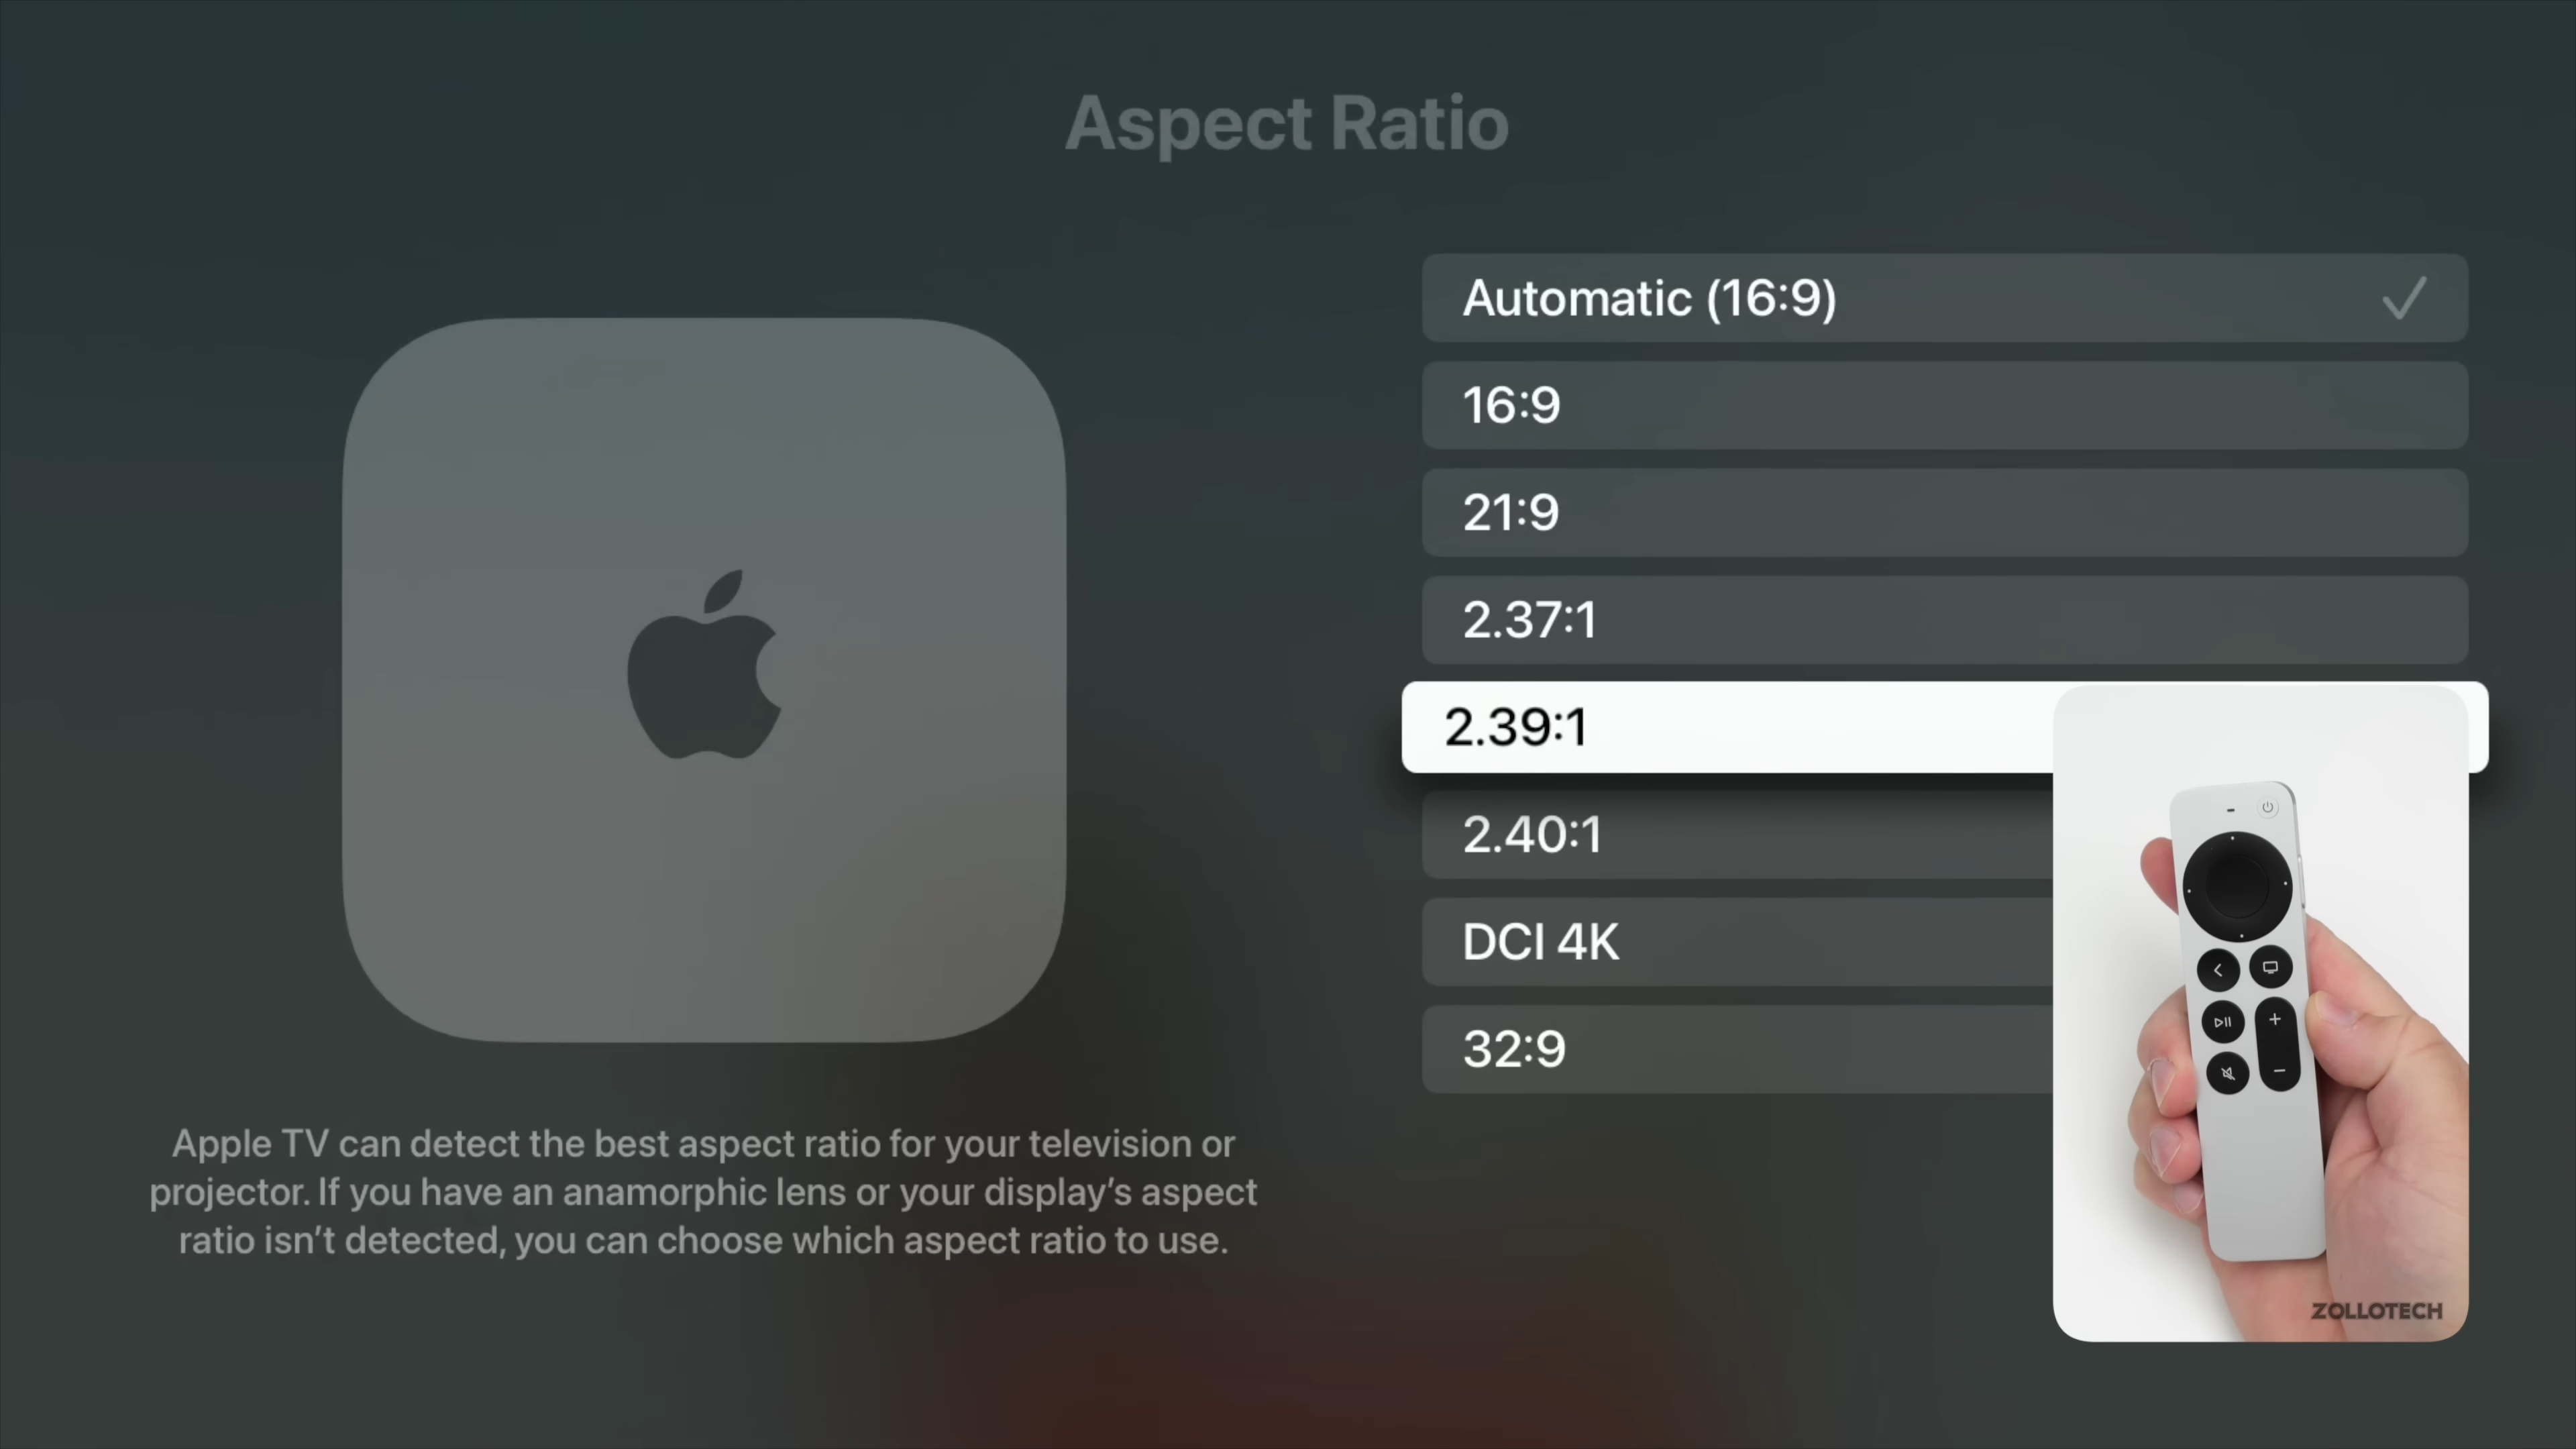 Aspect Ratio
Automatic (16:9)
16:9
21:9
2.37:1
2.39:1
2.40:1
DCI 4K
32:9
Apple TV can detect the best aspect ratio for your television or
projector. If you have an anamorphic lens or your display’s aspect
ratio isn’t detected, you can choose which aspect ratio to use.
ZOLLOTECH